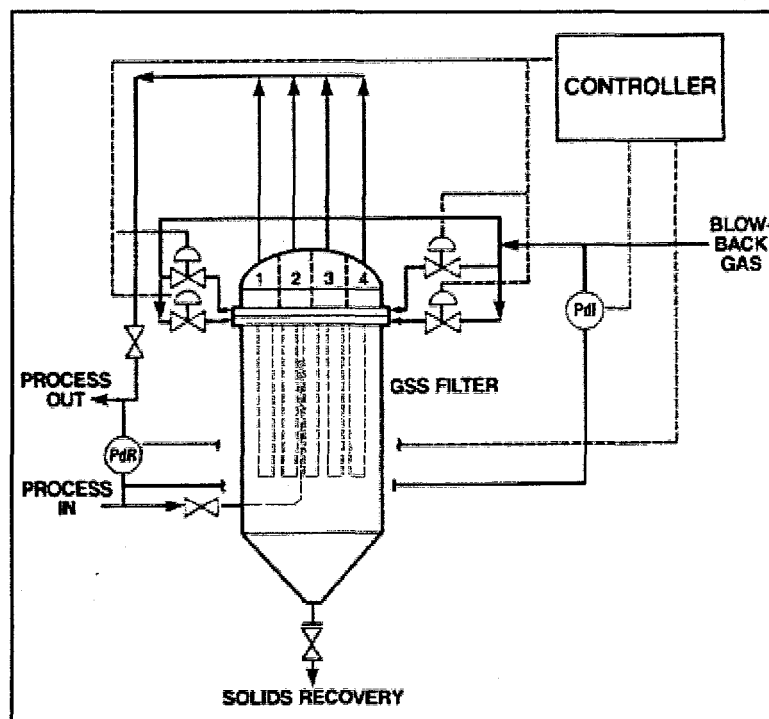 CONTROLLER
BLOW-
BACK
GAS
1 2 3 4
PdI
GSS FILTER
PROCESS
OUT
PdR
PROCESS
IN
SOLIDS RECOVERY